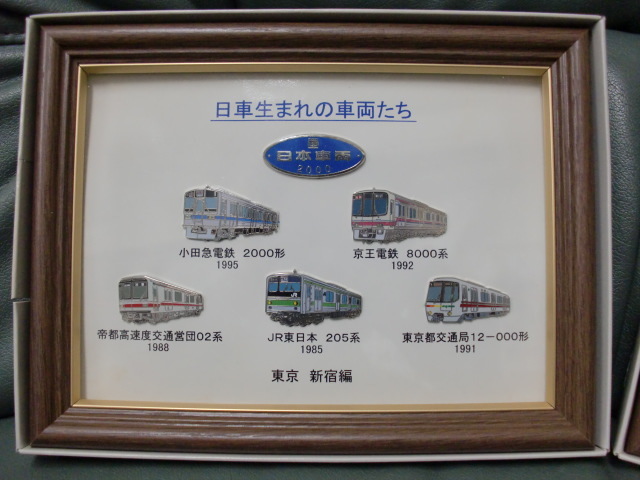 日車生まれの車両たち
日本車両
2000
小田急電鉄 2000形
1995
京王電鉄 8000系
1992
帝都高速度交通営団02系
1988
JR東日本 205系
1985
東京都交通局12-000形
1991
東京 新宿編